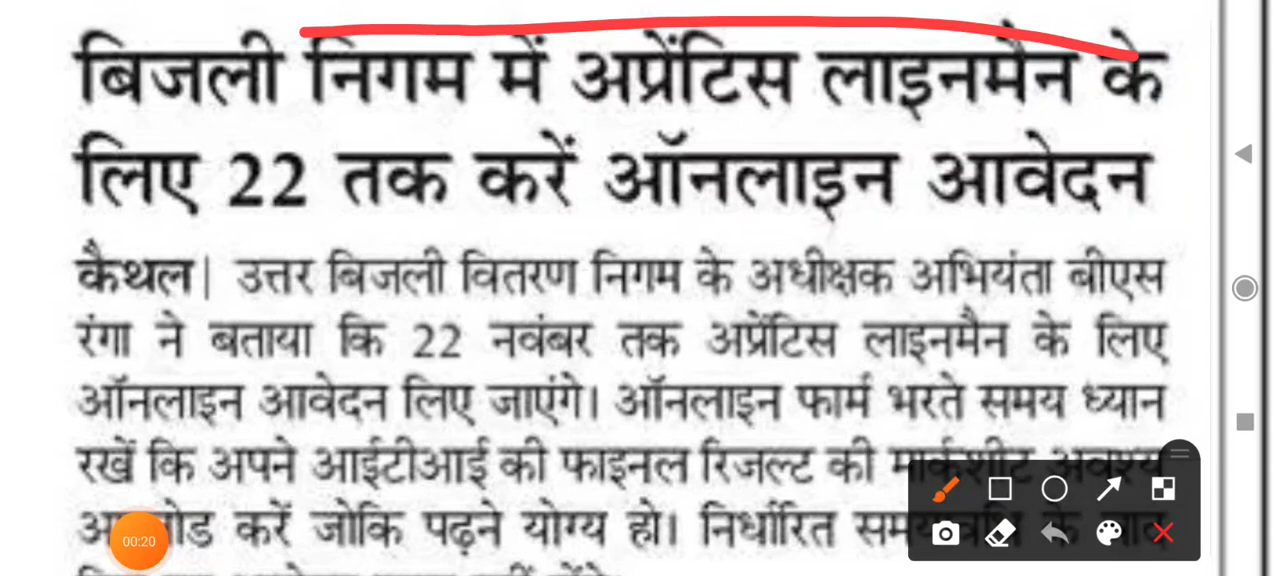 बिजली निगम में अप्रेंटिस लाइनमैन के
लिए 22 तक करें ऑनलाइन आवेदन
कैथल| उत्तर बिजली वितरण निगम के अधीक्षक अभियंता बीएस
रंगा ने बताया कि 22 नवंबर तक अप्रेंटिस लाइनमैन के लिए
ऑनलाइन आवेदन लिए जाएंगे। ऑनलाइन फार्म भरते समय ध्यान
रखें कि अपने आईटीआई की फाइनल रिजल्ट की मार्कशीट अवश्य
करें जोकि पढ़ने योग्य हो। निर्धारित के बाद
00:20